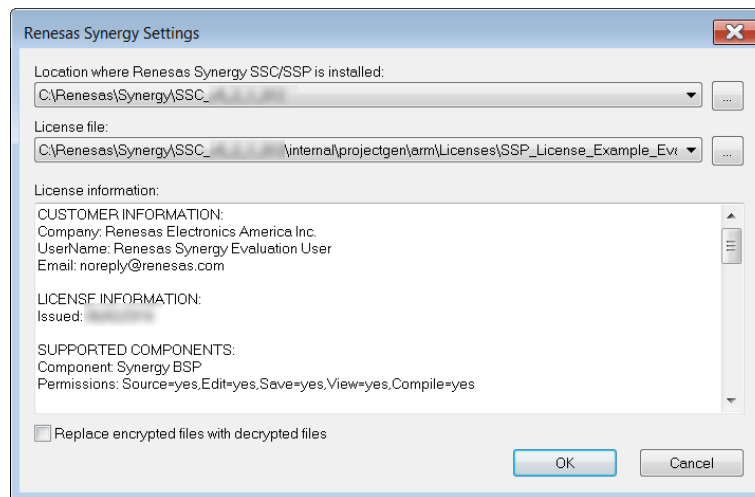 Renesas Synergy Settings
Location where Renesas Synergy SSC/SSP is installed:
C:\Renesas\Synergy\SSC_
...
License file:
C:\Renesas\Synergy\SSC_ \internal\projectgen\arm\Licenses\SSP_License_Example_Eva
...
License information:
CUSTOMER INFORMATION:
Company: Renesas Electronics America Inc.
UserName: Renesas Synergy Evaluation User
Email: noreply@renesas.com
LICENSE INFORMATION:
Issued:
SUPPORTED COMPONENTS:
Component: Synergy BSP
Permissions: Source=yes,Edit=yes,Save=yes,View=yes,Compile=yes
Replace encrypted files with decrypted files
OK
Cancel